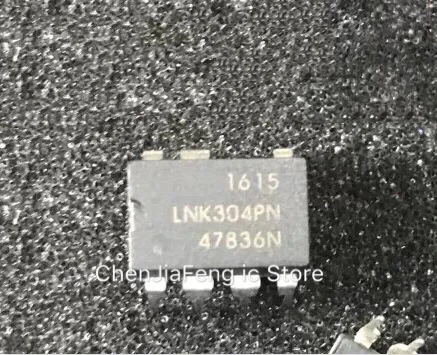 1615
LNK304PN
47836N
ChenJiaFeng ic Store